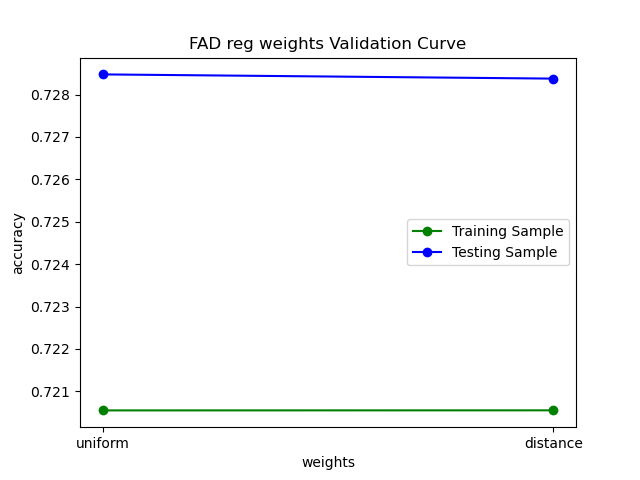 FAD reg weights Validation Curve
accuracy
0.728
0.727
0.726
0.725
0.724
0.723
0.722
0.721
Training Sample
Testing Sample
uniform
distance
weights